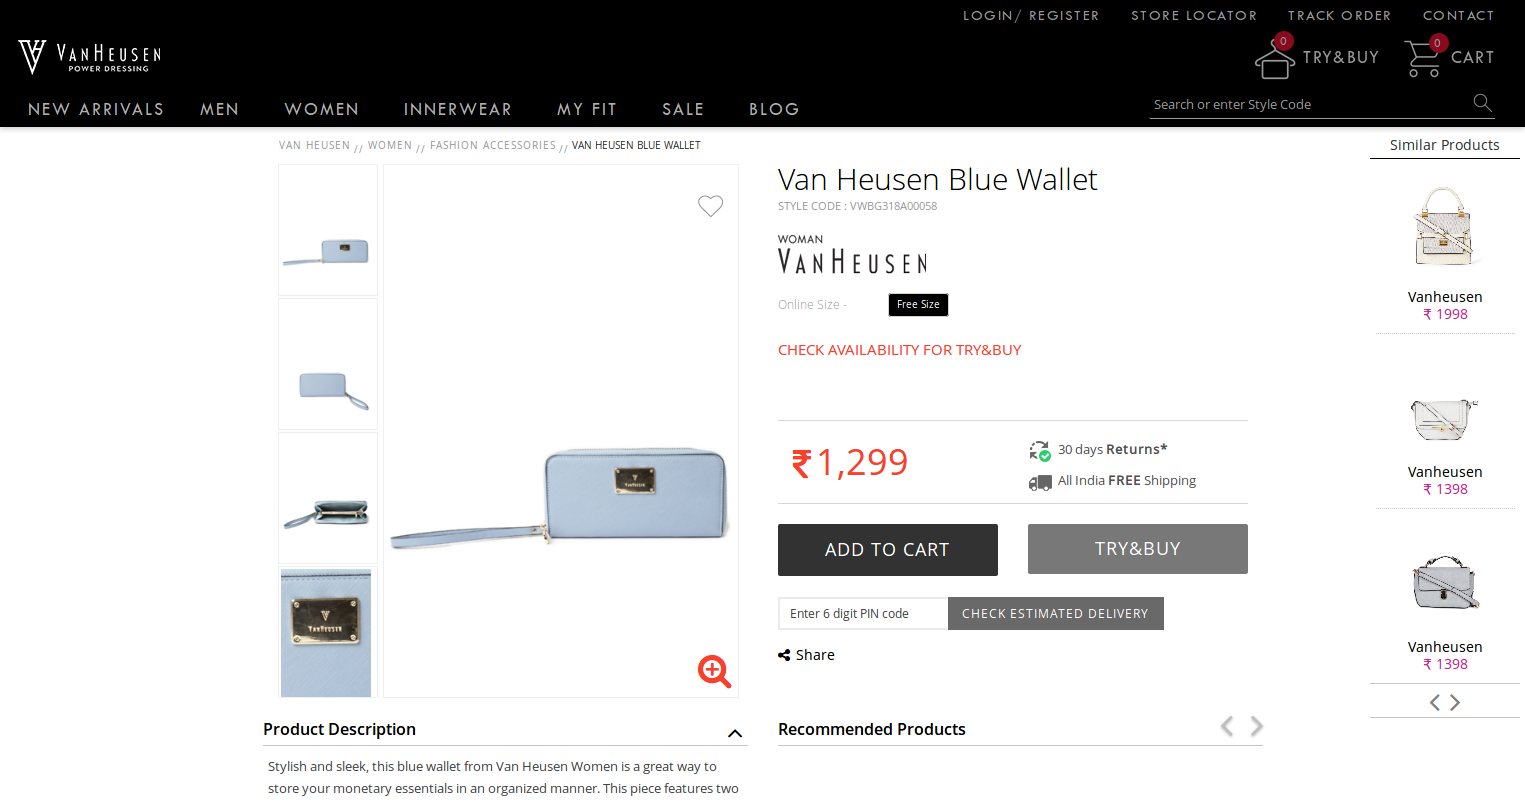 LOGIN/ REGISTER STORE LOCATOR TRACK ORDER CONTACT
VANHEUSEN
POWER DRESSING
0 TRY&BUY 0 CART
NEW ARRIVALS MEN WOMEN INNERWEAR MY FIT SALE BLOG
Search or enter Style Code
VAN HEUSEN // WOMEN // FASHION ACCESSORIES // VAN HEUSEN BLUE WALLET
Similar Products
Van Heusen Blue Wallet
STYLE CODE : VWBG318A00058
WOMAN
VANHEUSEN
Online Size - Free Size
CHECK AVAILABILITY FOR TRY&BUY
₹1,299
30 days Returns*
All India FREE Shipping
ADD TO CART TRY&BUY
Enter 6 digit PIN code CHECK ESTIMATED DELIVERY
Share
VANHEUSEN
VANHEUSEN
Vanheusen
₹ 1998
Vanheusen
₹ 1398
Vanheusen
₹ 1398
Product Description
Recommended Products
Stylish and sleek, this blue wallet from Van Heusen Women is a great way to
store your monetary essentials in an organized manner. This piece features two